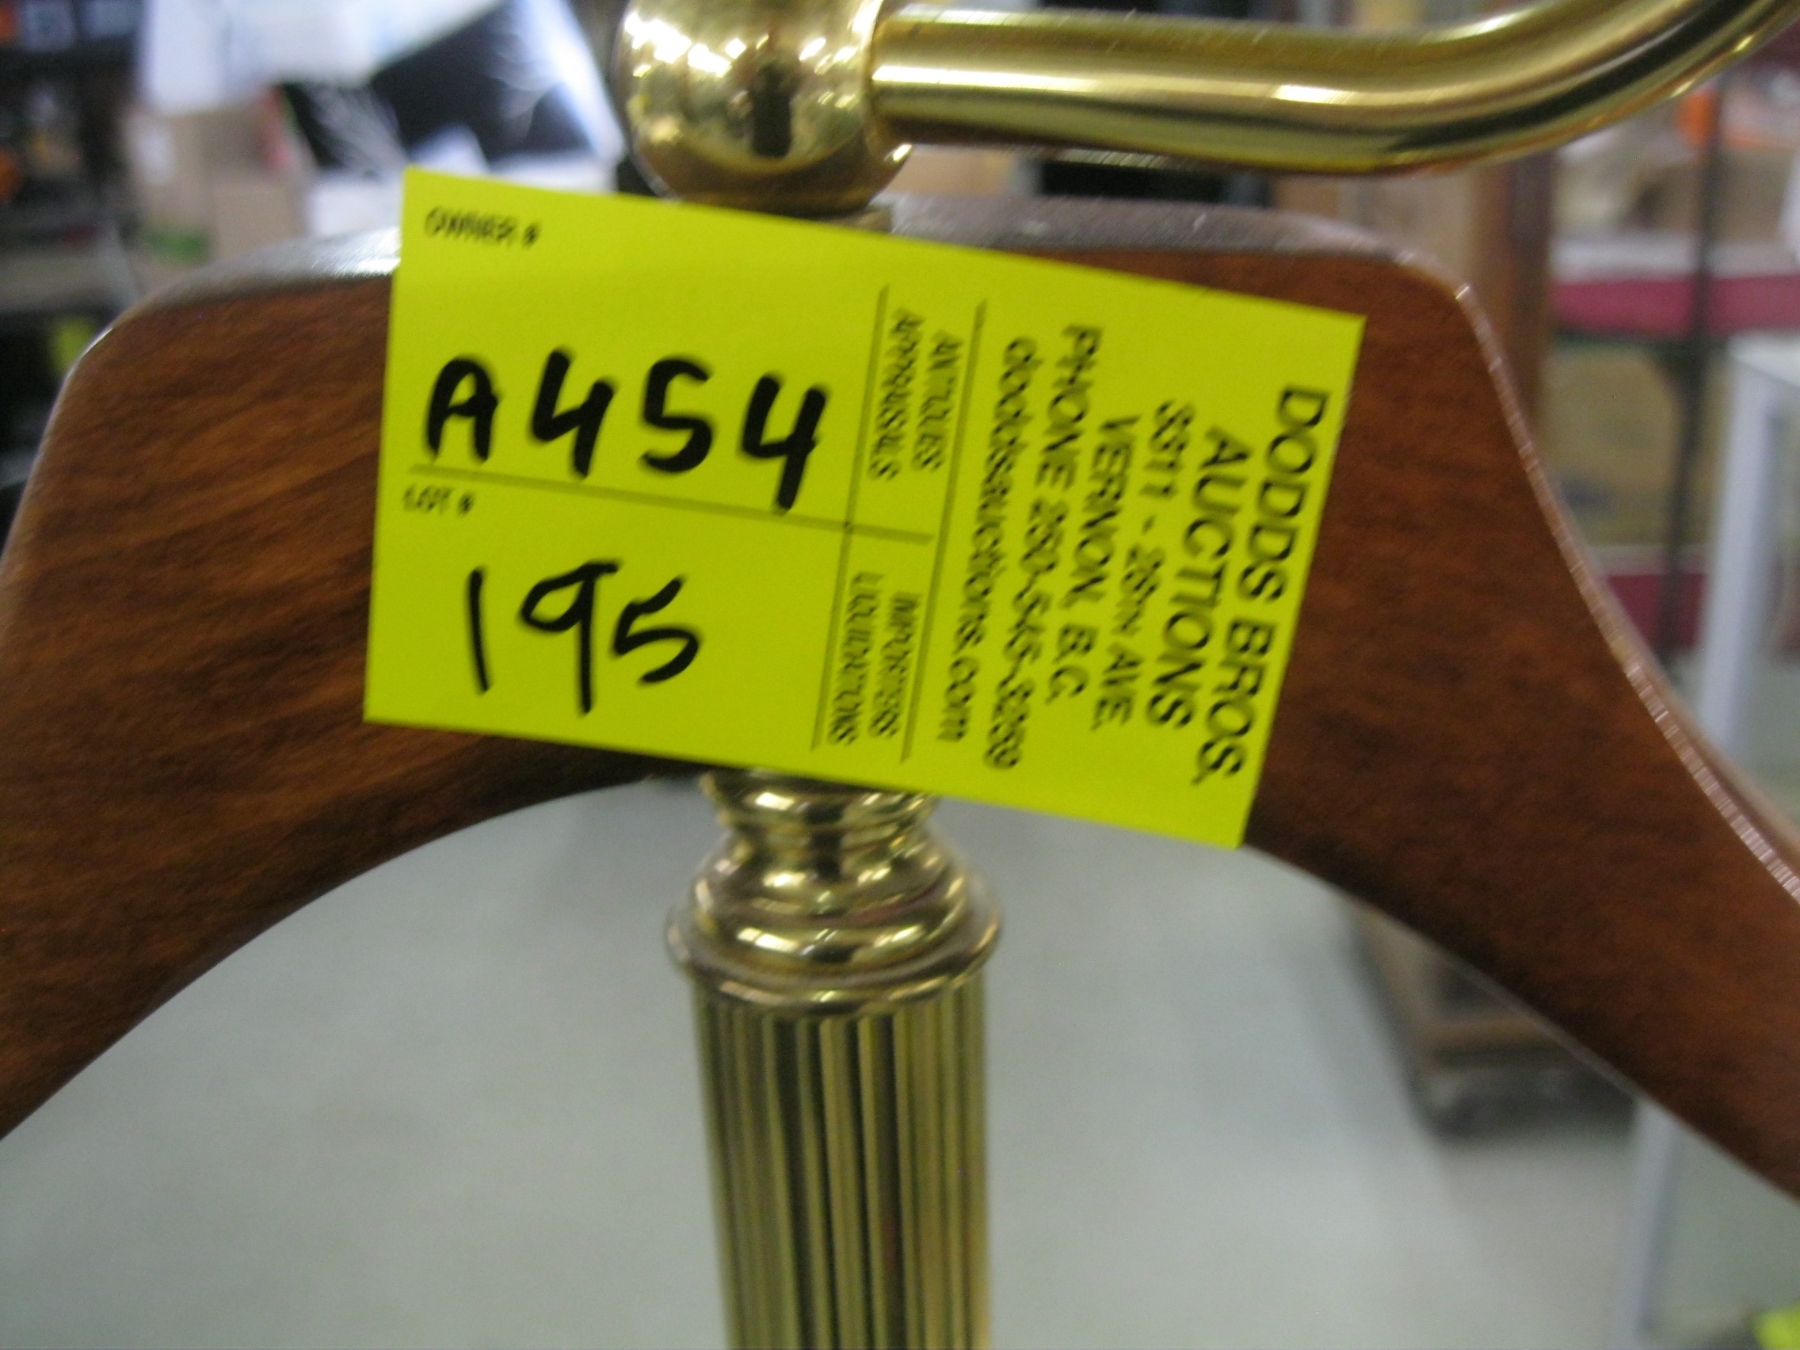 OWNER #
A454
LOT #
195
ANTIQUES
APPRAISALS
IMPORTERS
LIQUIDATIONS
DODDS BROS.
AUCTIONS
3311 - 28TH AVE.
VERNON, B.C.
PHONE 250-545-3259
doddsauctions.com